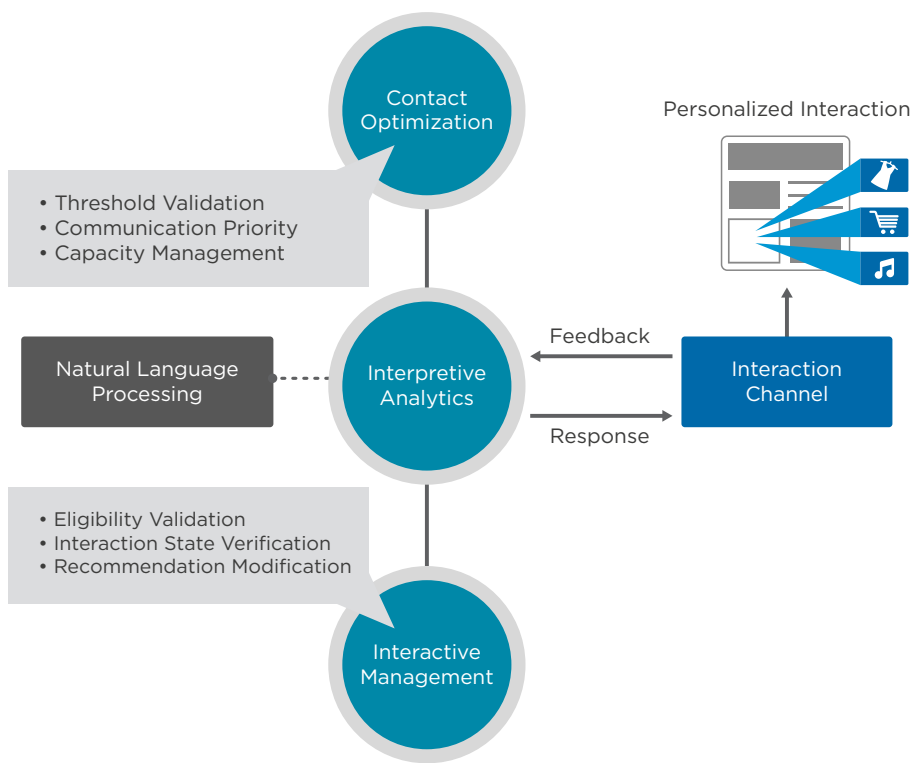 Contact
Optimization
Personalized Interaction
• Threshold Validation
• Communication Priority
• Capacity Management
Natural Language
Processing
Interpretive
Analytics
Feedback
Response
Interaction
Channel
• Eligibility Validation
• Interaction State Verification
• Recommendation Modification
Interactive
Management